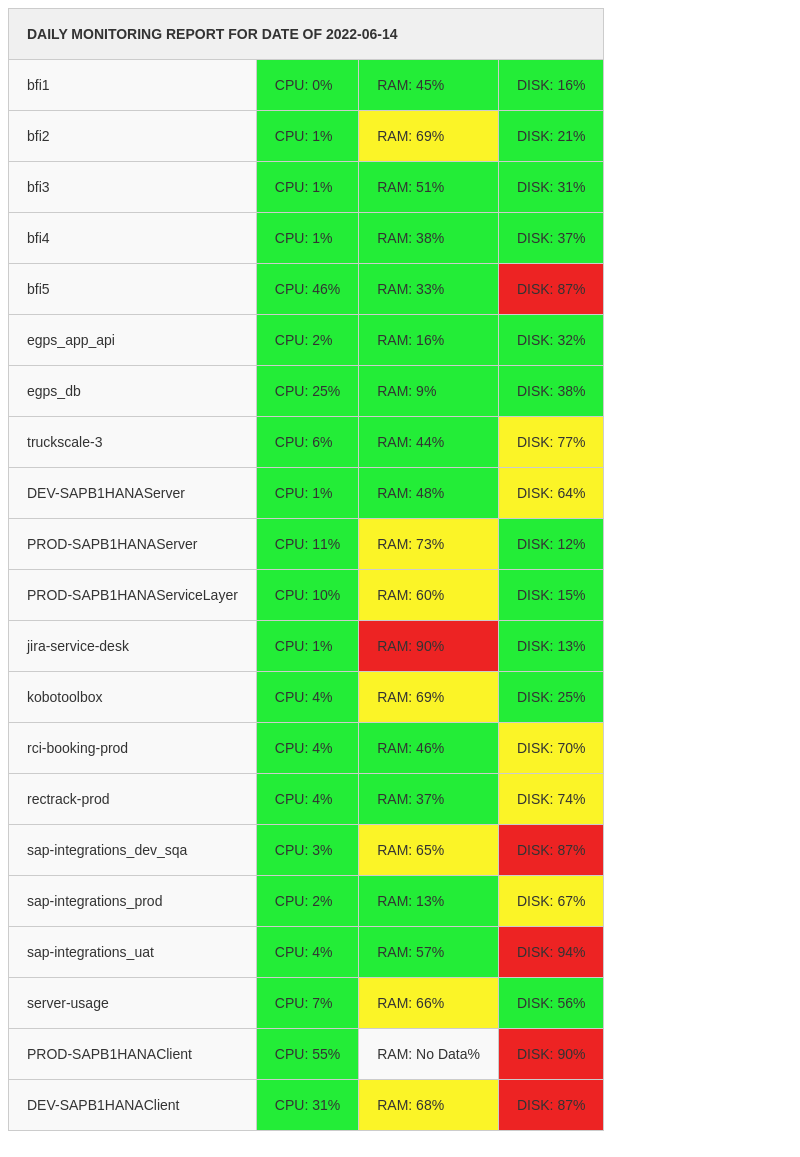 DAILY MONITORING REPORT FOR DATE OF 2022-06-14
bfi1 CPU: 0% RAM: 45% DISK: 16%
bfi2 CPU: 1% RAM: 69% DISK: 21%
bfi3 CPU: 1% RAM: 51% DISK: 31%
bfi4 CPU: 1% RAM: 38% DISK: 37%
bfi5 CPU: 46% RAM: 33% DISK: 87%
egps_app_api CPU: 2% RAM: 16% DISK: 32%
egps_db CPU: 25% RAM: 9% DISK: 38%
truckscale-3 CPU: 6% RAM: 44% DISK: 77%
DEV-SAPB1HANAServer CPU: 1% RAM: 48% DISK: 64%
PROD-SAPB1HANAServer CPU: 11% RAM: 73% DISK: 12%
PROD-SAPB1HANAServiceLayer CPU: 10% RAM: 60% DISK: 15%
jira-service-desk CPU: 1% RAM: 90% DISK: 13%
kobotoolbox CPU: 4% RAM: 69% DISK: 25%
rci-booking-prod CPU: 4% RAM: 46% DISK: 70%
rectrack-prod CPU: 4% RAM: 37% DISK: 74%
sap-integrations_dev_sqa CPU: 3% RAM: 65% DISK: 87%
sap-integrations_prod CPU: 2% RAM: 13% DISK: 67%
sap-integrations_uat CPU: 4% RAM: 57% DISK: 94%
server-usage CPU: 7% RAM: 66% DISK: 56%
PROD-SAPB1HANAClient CPU: 55% RAM: No Data% DISK: 90%
DEV-SAPB1HANAClient CPU: 31% RAM: 68% DISK: 87%